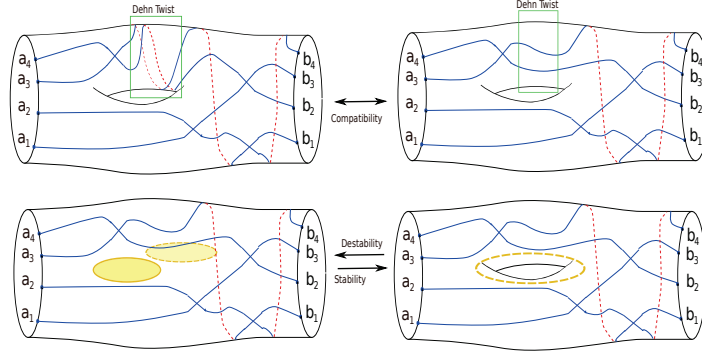 Dehn Twist
Dehn Twist
a4
a3
a2
a1
b4
b3
b2
b1
Compatibility
a4
a3
a2
a1
b4
b3
b2
b1
a4
a3
a2
a1
b4
b3
b2
b1
Destability
Stability
a4
a3
a2
a1
b4
b3
b2
b1